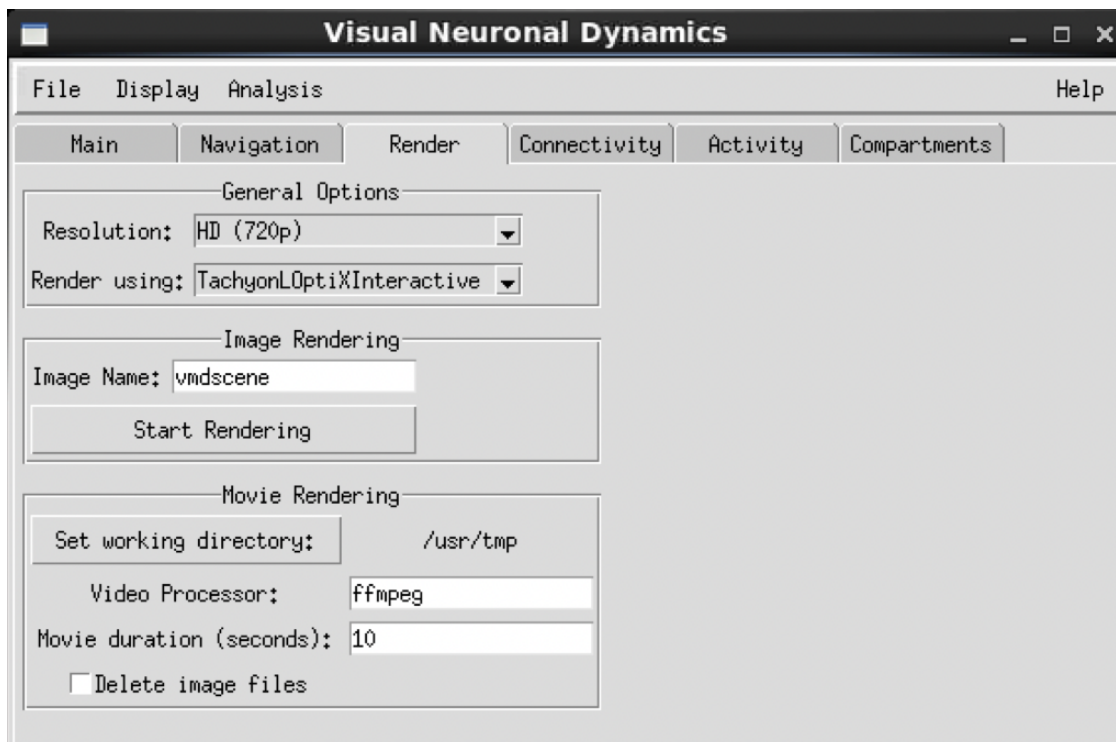 Visual Neuronal Dynamics
File Display Analysis Help
Main Navigation Render Connectivity Activity Compartments
General Options
Resolution: HD (720p)
Render using: TachyonLOptiXInteractive
Image Rendering
Image Name: vmdscene
Start Rendering
Movie Rendering
Set working directory: /usr/tmp
Video Processor: ffmpeg
Movie duration (seconds): 10
Delete image files